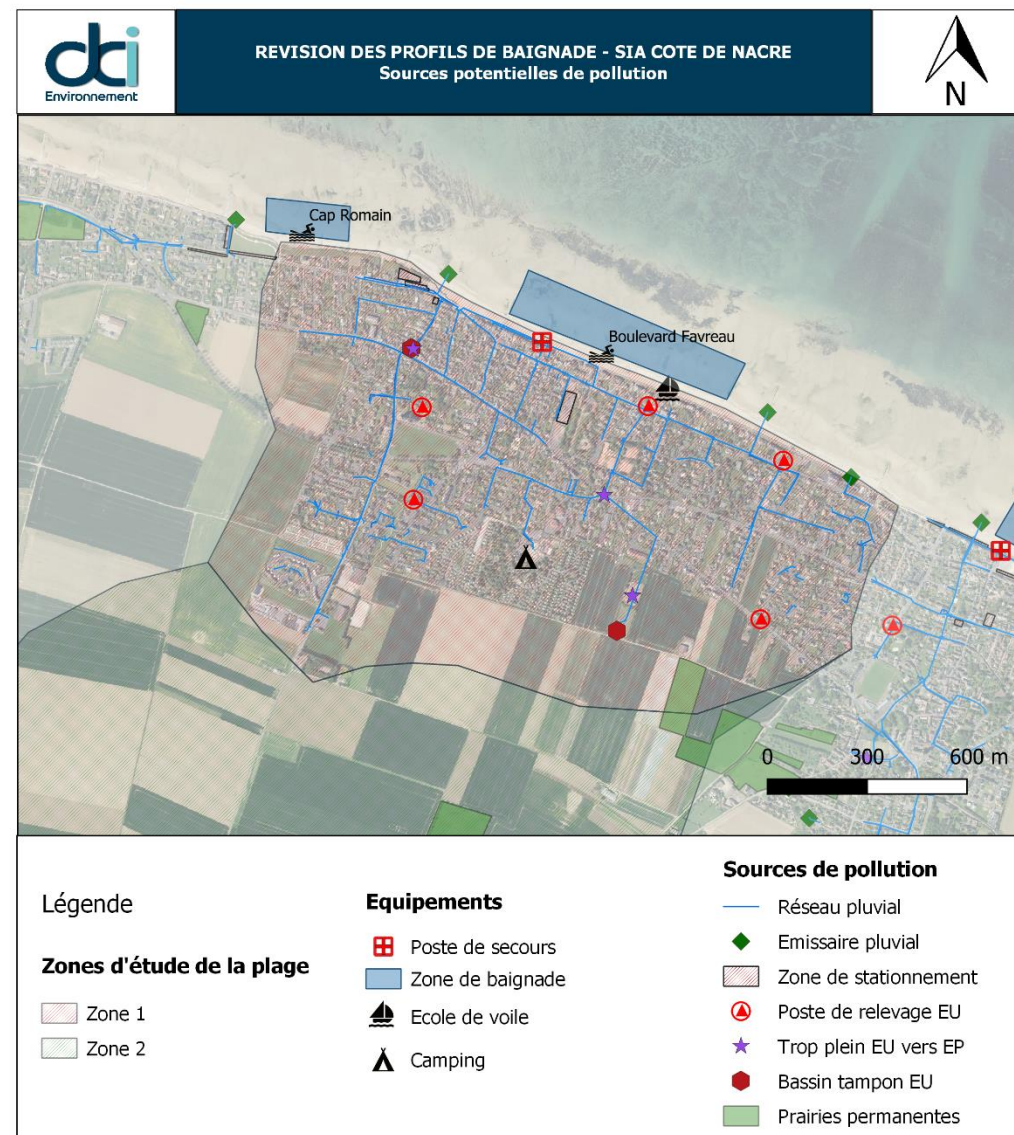 dci
Environnement
REVISION DES PROFILS DE BAIGNADE - SIA COTE DE NACRE
Sources potentielles de pollution
N
Cap Romain
Boulevard Favreau
0 300 600 m
Légende
Zones d'étude de la plage
Zone 1
Zone 2
Equipements
Poste de secours
Zone de baignade
Ecole de voile
Camping
Sources de pollution
Réseau pluvial
Emissaire pluvial
Zone de stationnement
Poste de relevage EU
Trop plein EU vers EP
Bassin tampon EU
Prairies permanentes